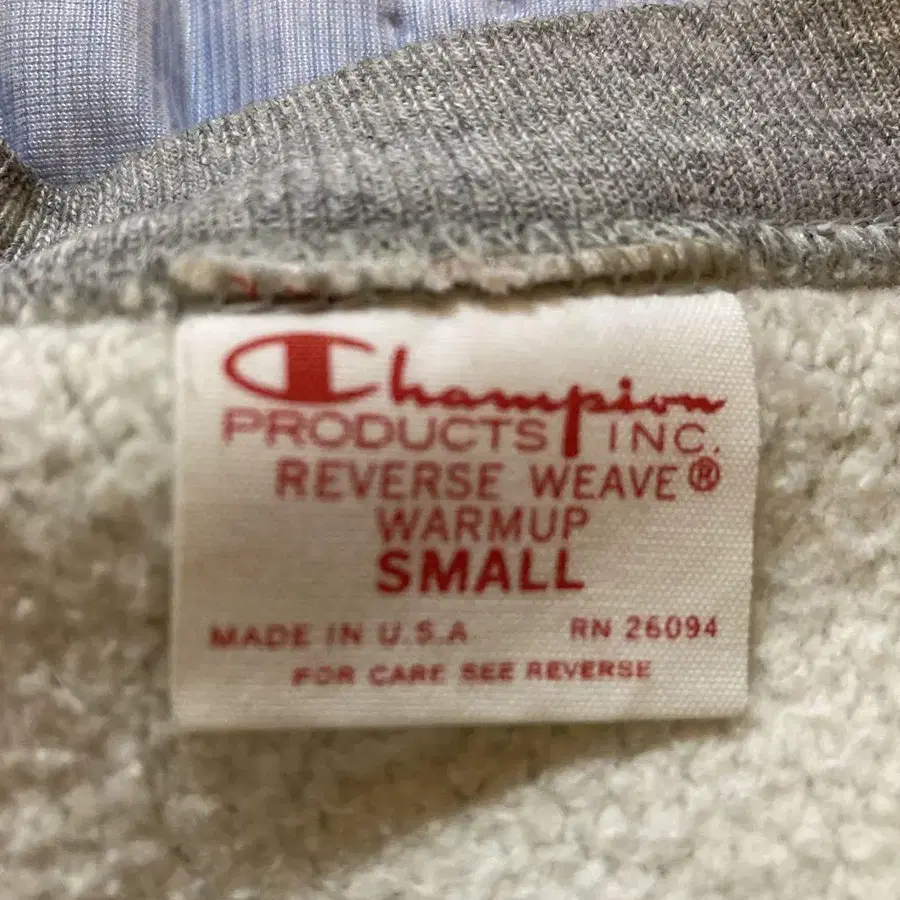 Champion
PRODUCTS INC.
REVERSE WEAVE®
WARMUP
SMALL
MADE IN U.S.A RN 26094
FOR CARE SEE REVERSE